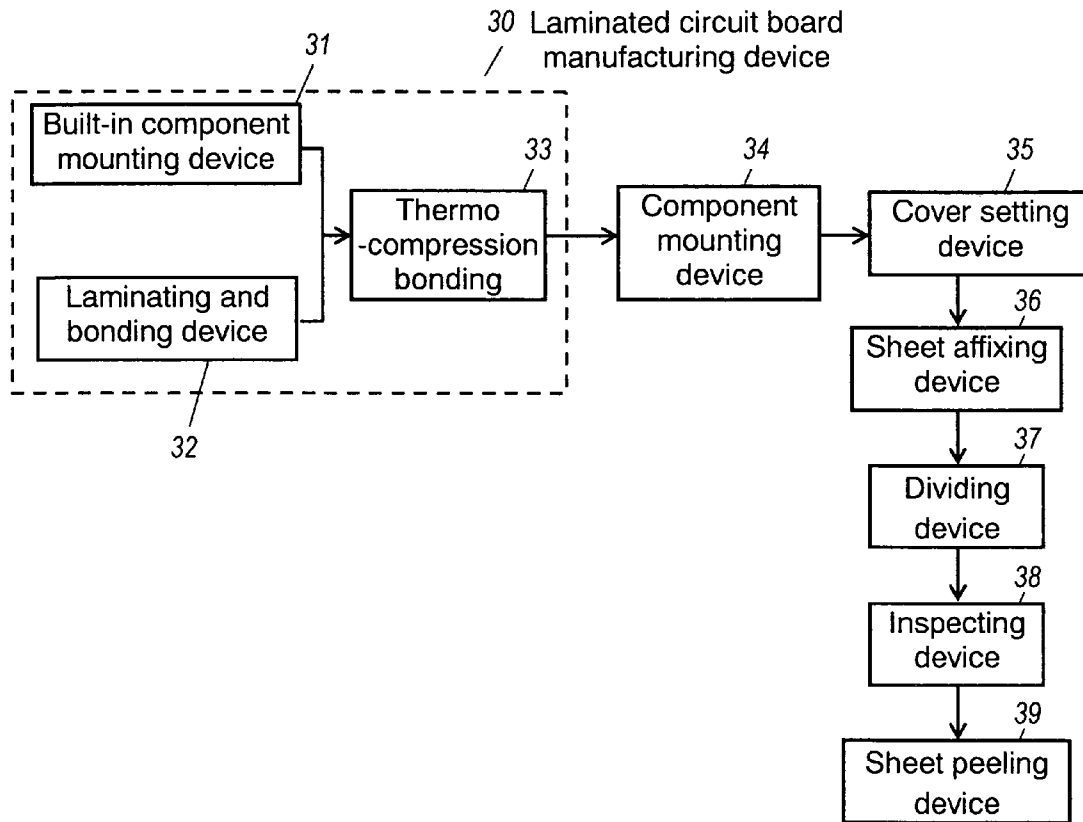 30 Laminated circuit board
manufacturing device
31
Built-in component
mounting device
33
Thermo
-compression
bonding
Laminating and
bonding device
32
34
Component
mounting
device
35
Cover setting
device
36
Sheet affixing
device
37
Dividing
device
38
Inspecting
device
39
Sheet peeling
device